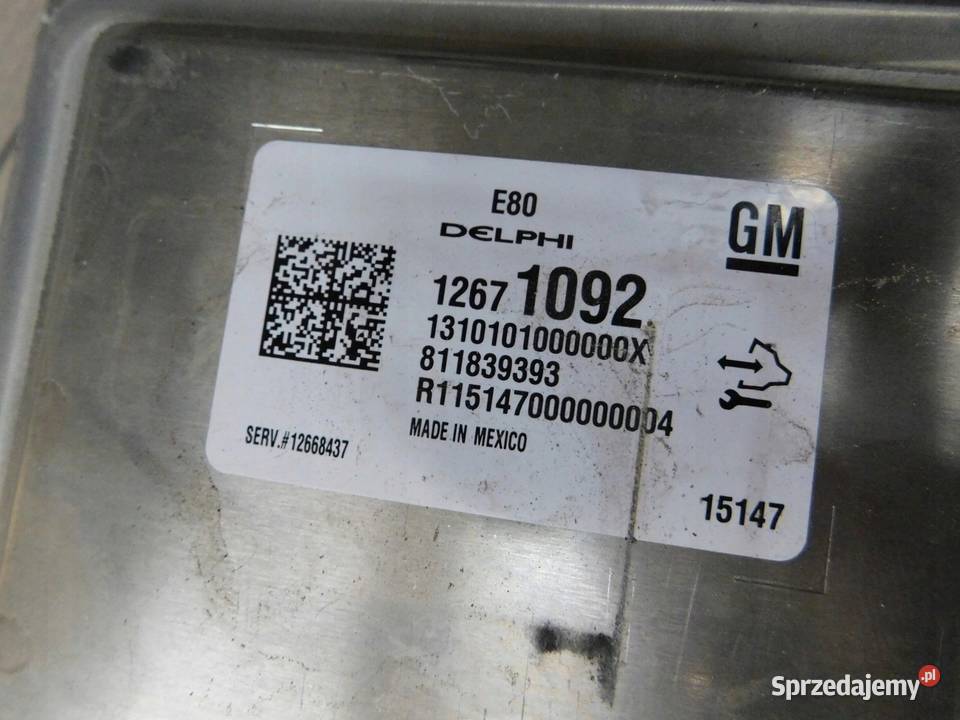 E80
DELPHI
GM
12671092
1310101000000X
811839393
R115147000000004
MADE IN MEXICO
SERV.#12668437
15147
Sprzedajemy.pl